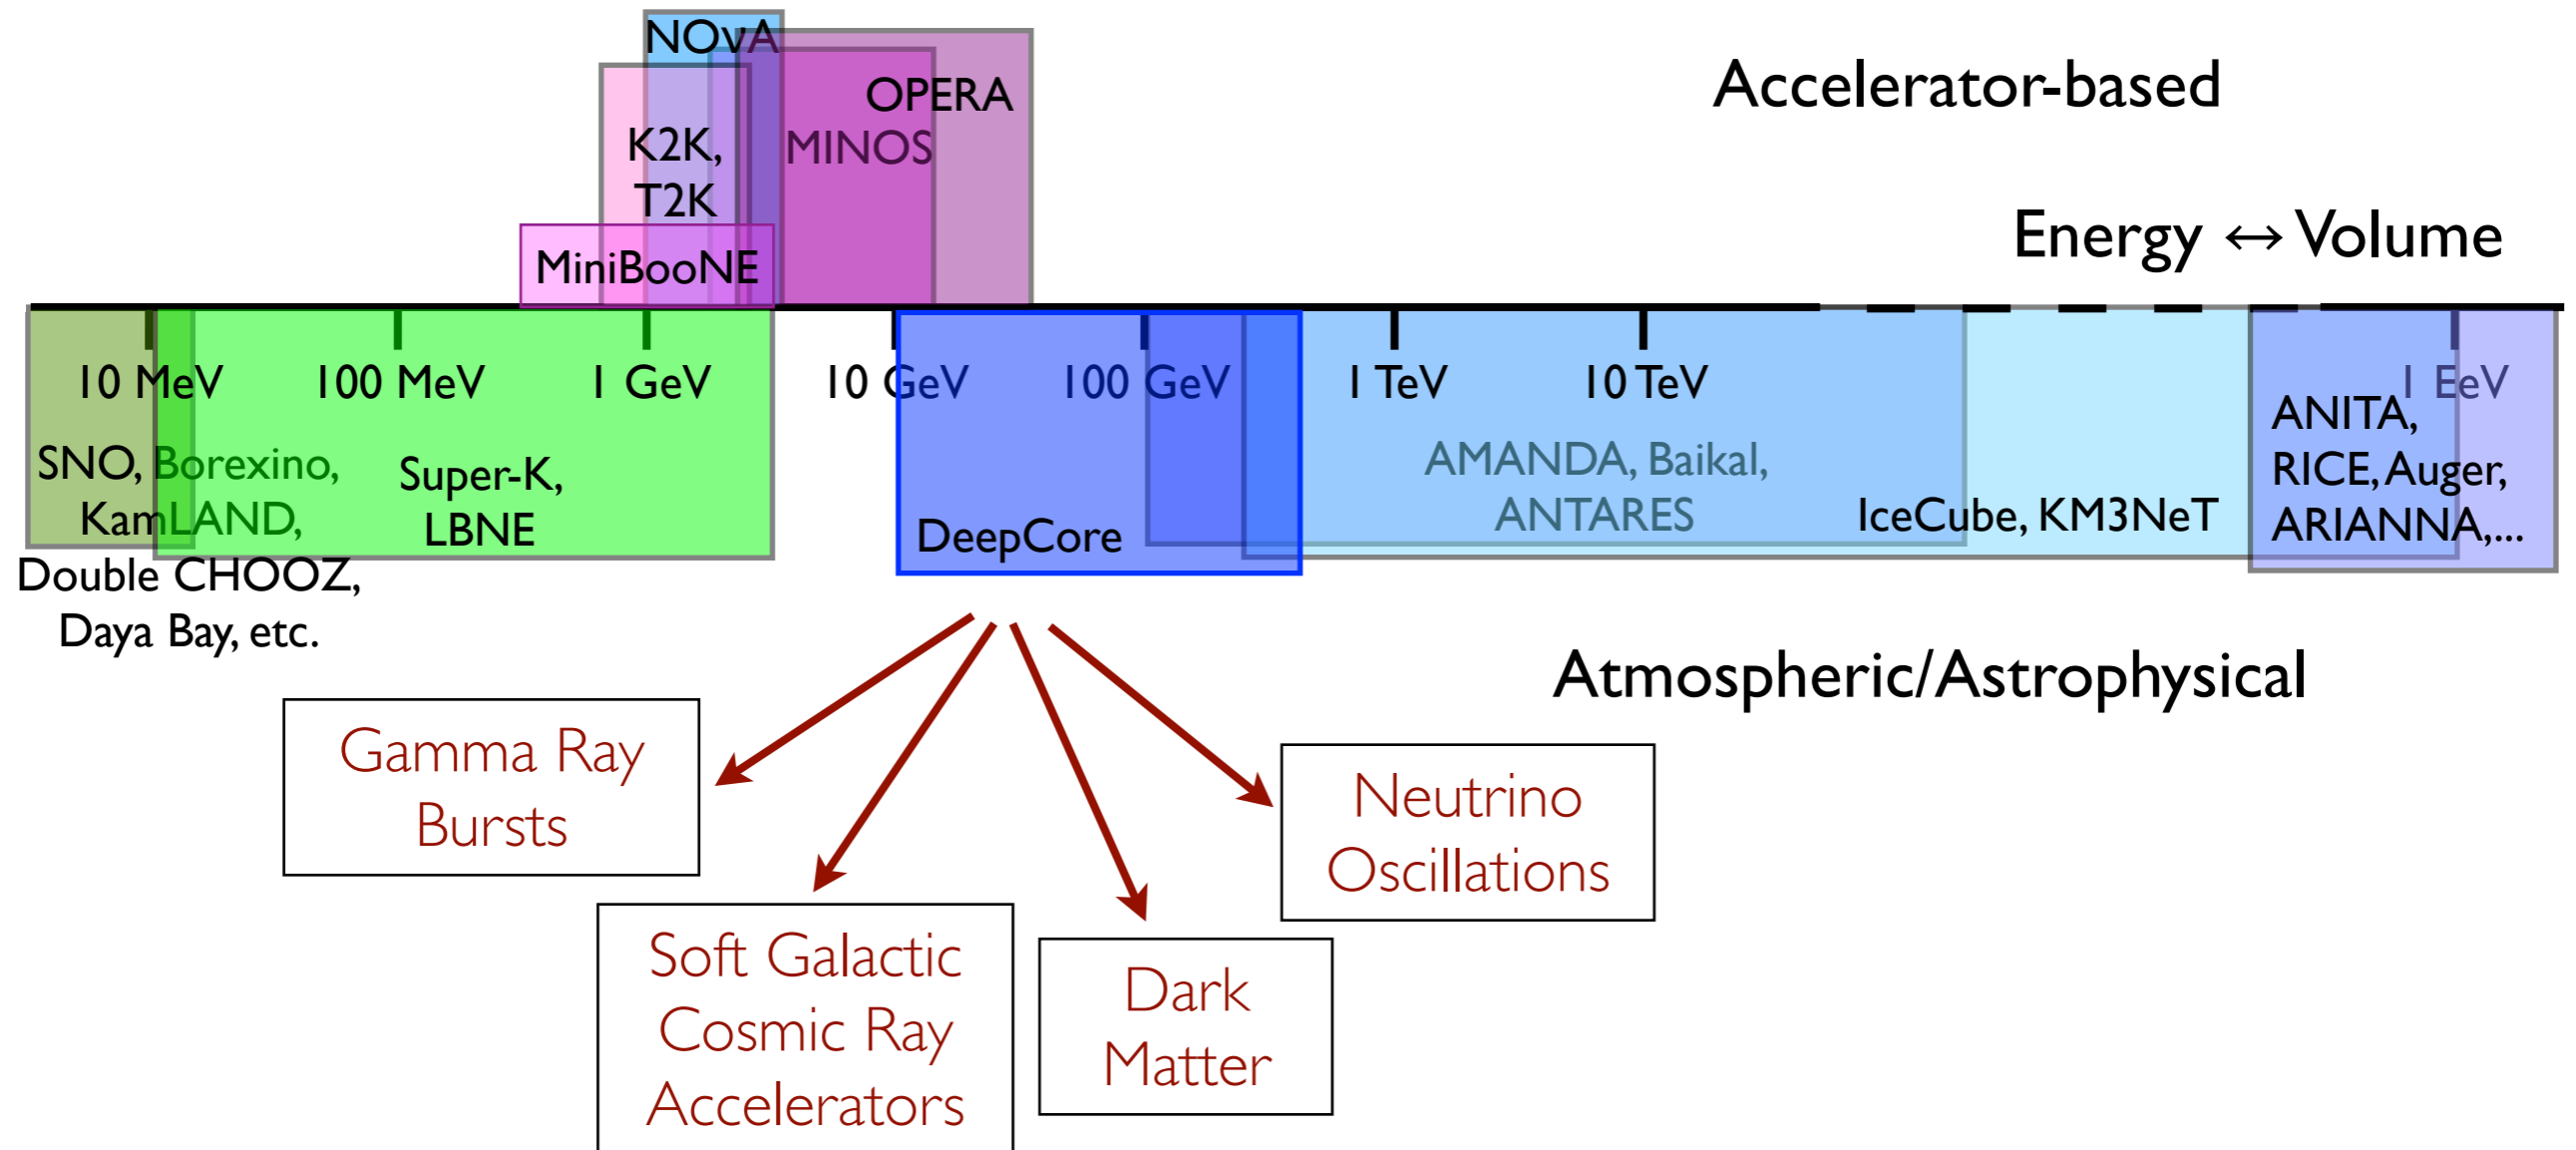 NOνA
OPERA
Accelerator-based
K2K,
T2K
MINOS
Energy ↔ Volume
MiniBooNE
10 MeV
100 MeV
1 GeV
10 GeV
100 GeV
1 TeV
10 TeV
1 EeV
SNO, Borexino,
KamLAND,
Double CHOOZ,
Daya Bay, etc.
Super-K,
LBNE
DeepCore
AMANDA, Baikal,
ANTARES
IceCube, KM3NeT
ANITA,
RICE, Auger,
ARIANNA,...
Atmospheric/Astrophysical
Gamma Ray
Bursts
Soft Galactic
Cosmic Ray
Accelerators
Dark
Matter
Neutrino
Oscillations